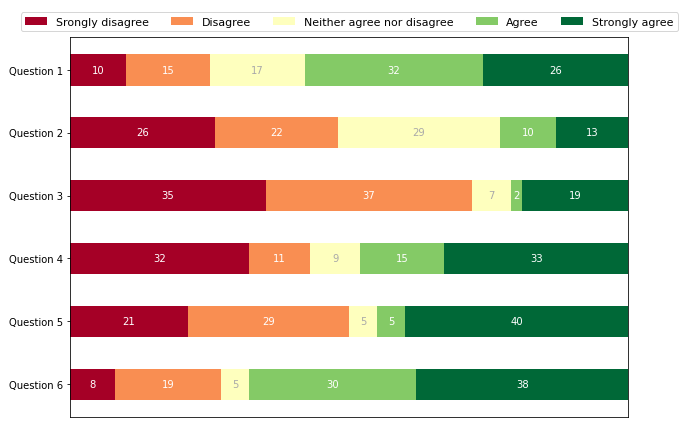 Srongly disagree Disagree Neither agree nor disagree Agree Strongly agree
Question 1 10 15 17 32 26
Question 2 26 22 29 10 13
Question 3 35 37 7 2 19
Question 4 32 11 9 15 33
Question 5 21 29 5 5 40
Question 6 8 19 5 30 38